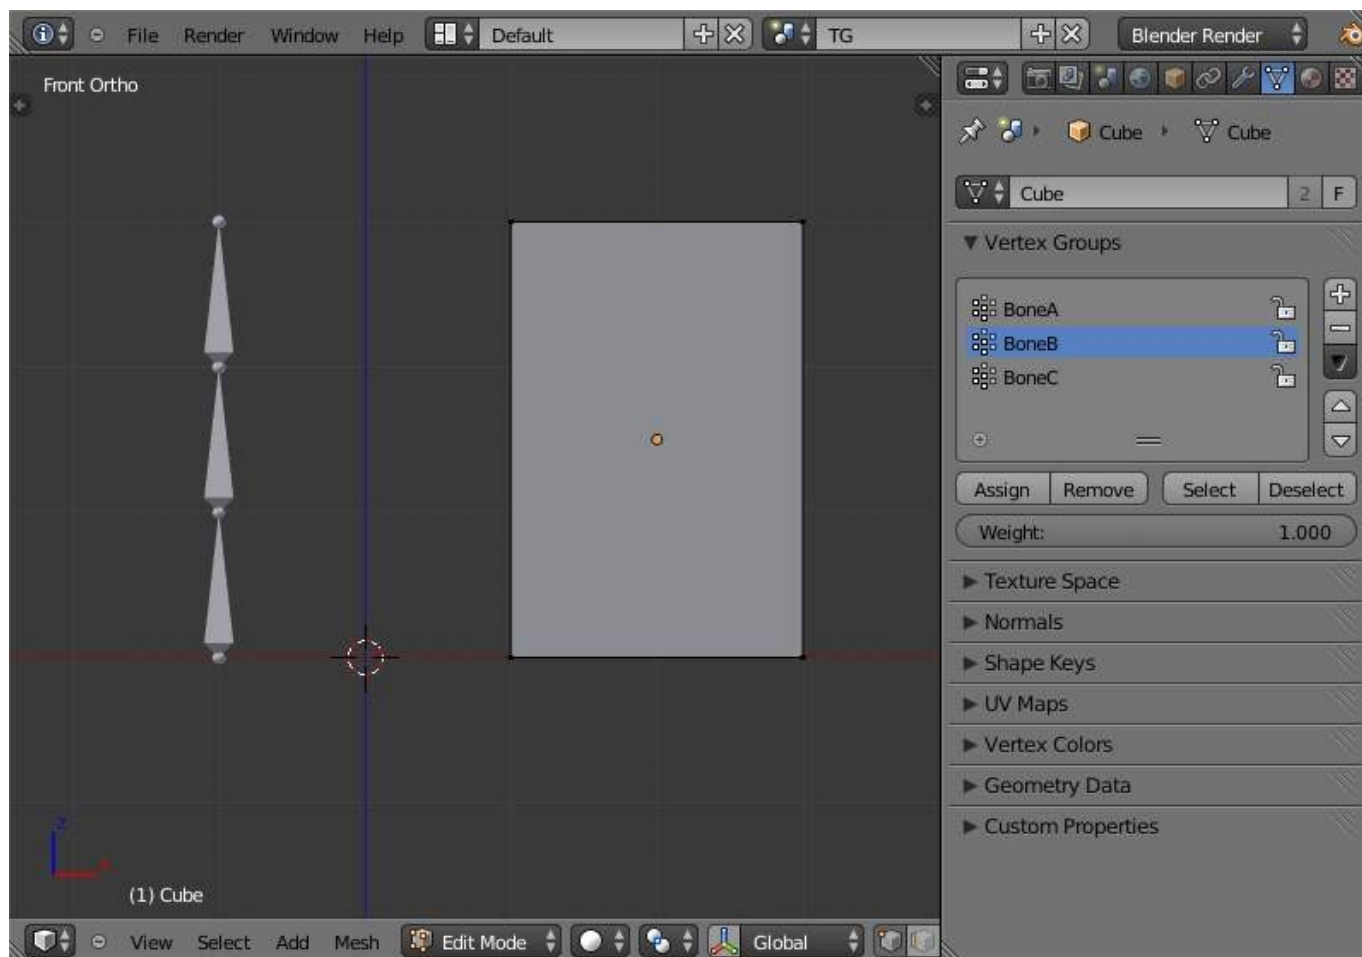 File Render Window Help Default TG Blender Render
Front Ortho
Cube Cube
Cube 2 F
Vertex Groups
BoneA
BoneB
BoneC
Assign Remove Select Deselect
Weight: 1.000
Texture Space
Normals
Shape Keys
UV Maps
Vertex Colors
Geometry Data
Custom Properties
z
x
(1) Cube
View Select Add Mesh Edit Mode Global